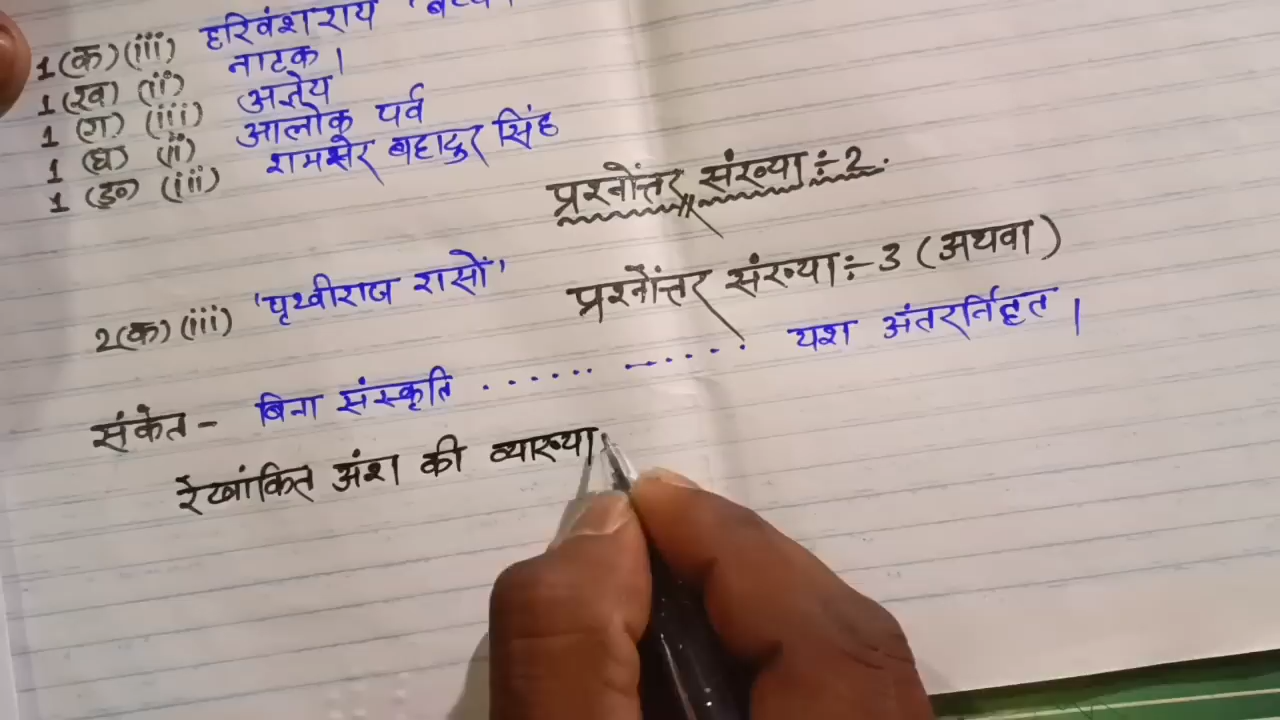 1(क)(iii) हरिवंशराय
1(ख) (ii) नाटक।
1 (ग) (iii) अज्ञेय
1 (घ) (ii) आलोक पर्व
1 (ङ) (iii) शमशेर बहादुर सिंह
प्रश्नोंत्तर संख्या ÷ 2.
2(क)(iii) 'पृथ्वीराज रासों'
प्रश्नोंत्तर संख्या ÷ 3 (अथवा)
संकेत - बिना संस्कृति ............ यश अंतर्निहत।
रेखांकित अंश की व्याख्या